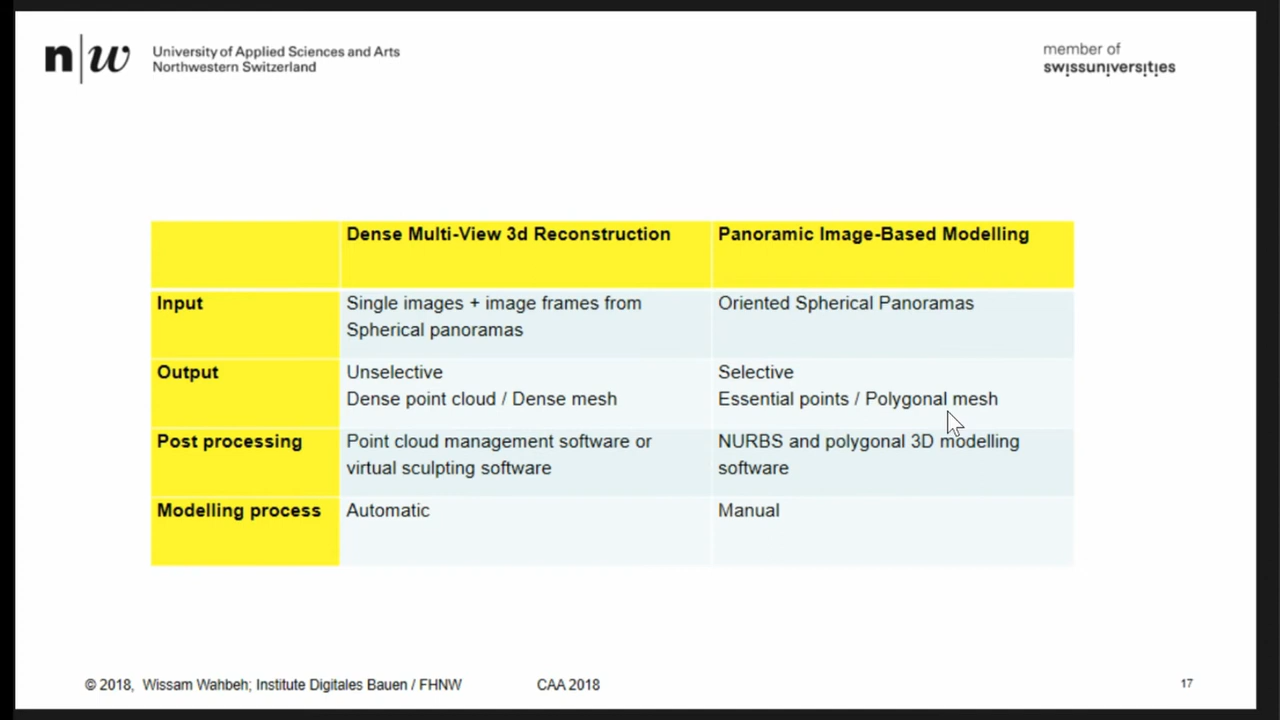 n|w University of Applied Sciences and Arts
Northwestern Switzerland
member of
swissuniversities
Dense Multi-View 3d Reconstruction Panoramic Image-Based Modelling
Input Single images + image frames from Oriented Spherical Panoramas
Spherical panoramas
Output Unselective Selective
Dense point cloud / Dense mesh Essential points / Polygonal mesh
Post processing Point cloud management software or NURBS and polygonal 3D modelling
virtual sculpting software software
Modelling process Automatic Manual
© 2018, Wissam Wahbeh; Institute Digitales Bauen / FHNW CAA 2018 17